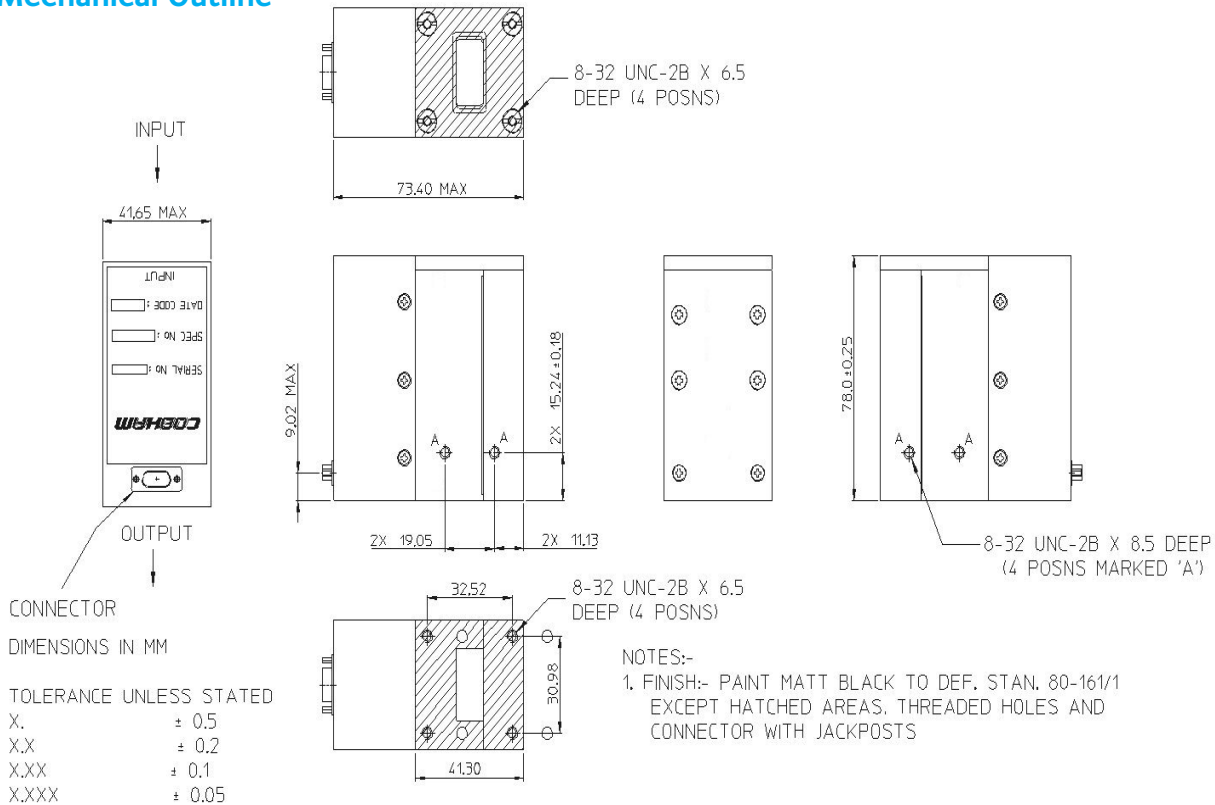 Mechanical Outline
8-32 UNC-2B X 6.5
DEEP (4 POSNS)
73.40 MAX
INPUT
41.65 MAX
INPUT
DATE CODE :
SPEC No :
SERIAL No :
COBHAM
9.02 MAX
A
A
2X 15.24±0.18
2X 19.05
2X 11.13
78.0±0.25
A
A
8-32 UNC-2B X 8.5 DEEP
(4 POSNS MARKED 'A')
OUTPUT
CONNECTOR
DIMENSIONS IN MM
TOLERANCE UNLESS STATED
X. ± 0.5
X.X ± 0.2
X.XX ± 0.1
X.XXX ± 0.05
32.52
8-32 UNC-2B X 6.5
DEEP (4 POSNS)
30.98
41.30
NOTES:-
1. FINISH:- PAINT MATT BLACK TO DEF. STAN. 80-161/1
EXCEPT HATCHED AREAS. THREADED HOLES AND
CONNECTOR WITH JACKPOSTS